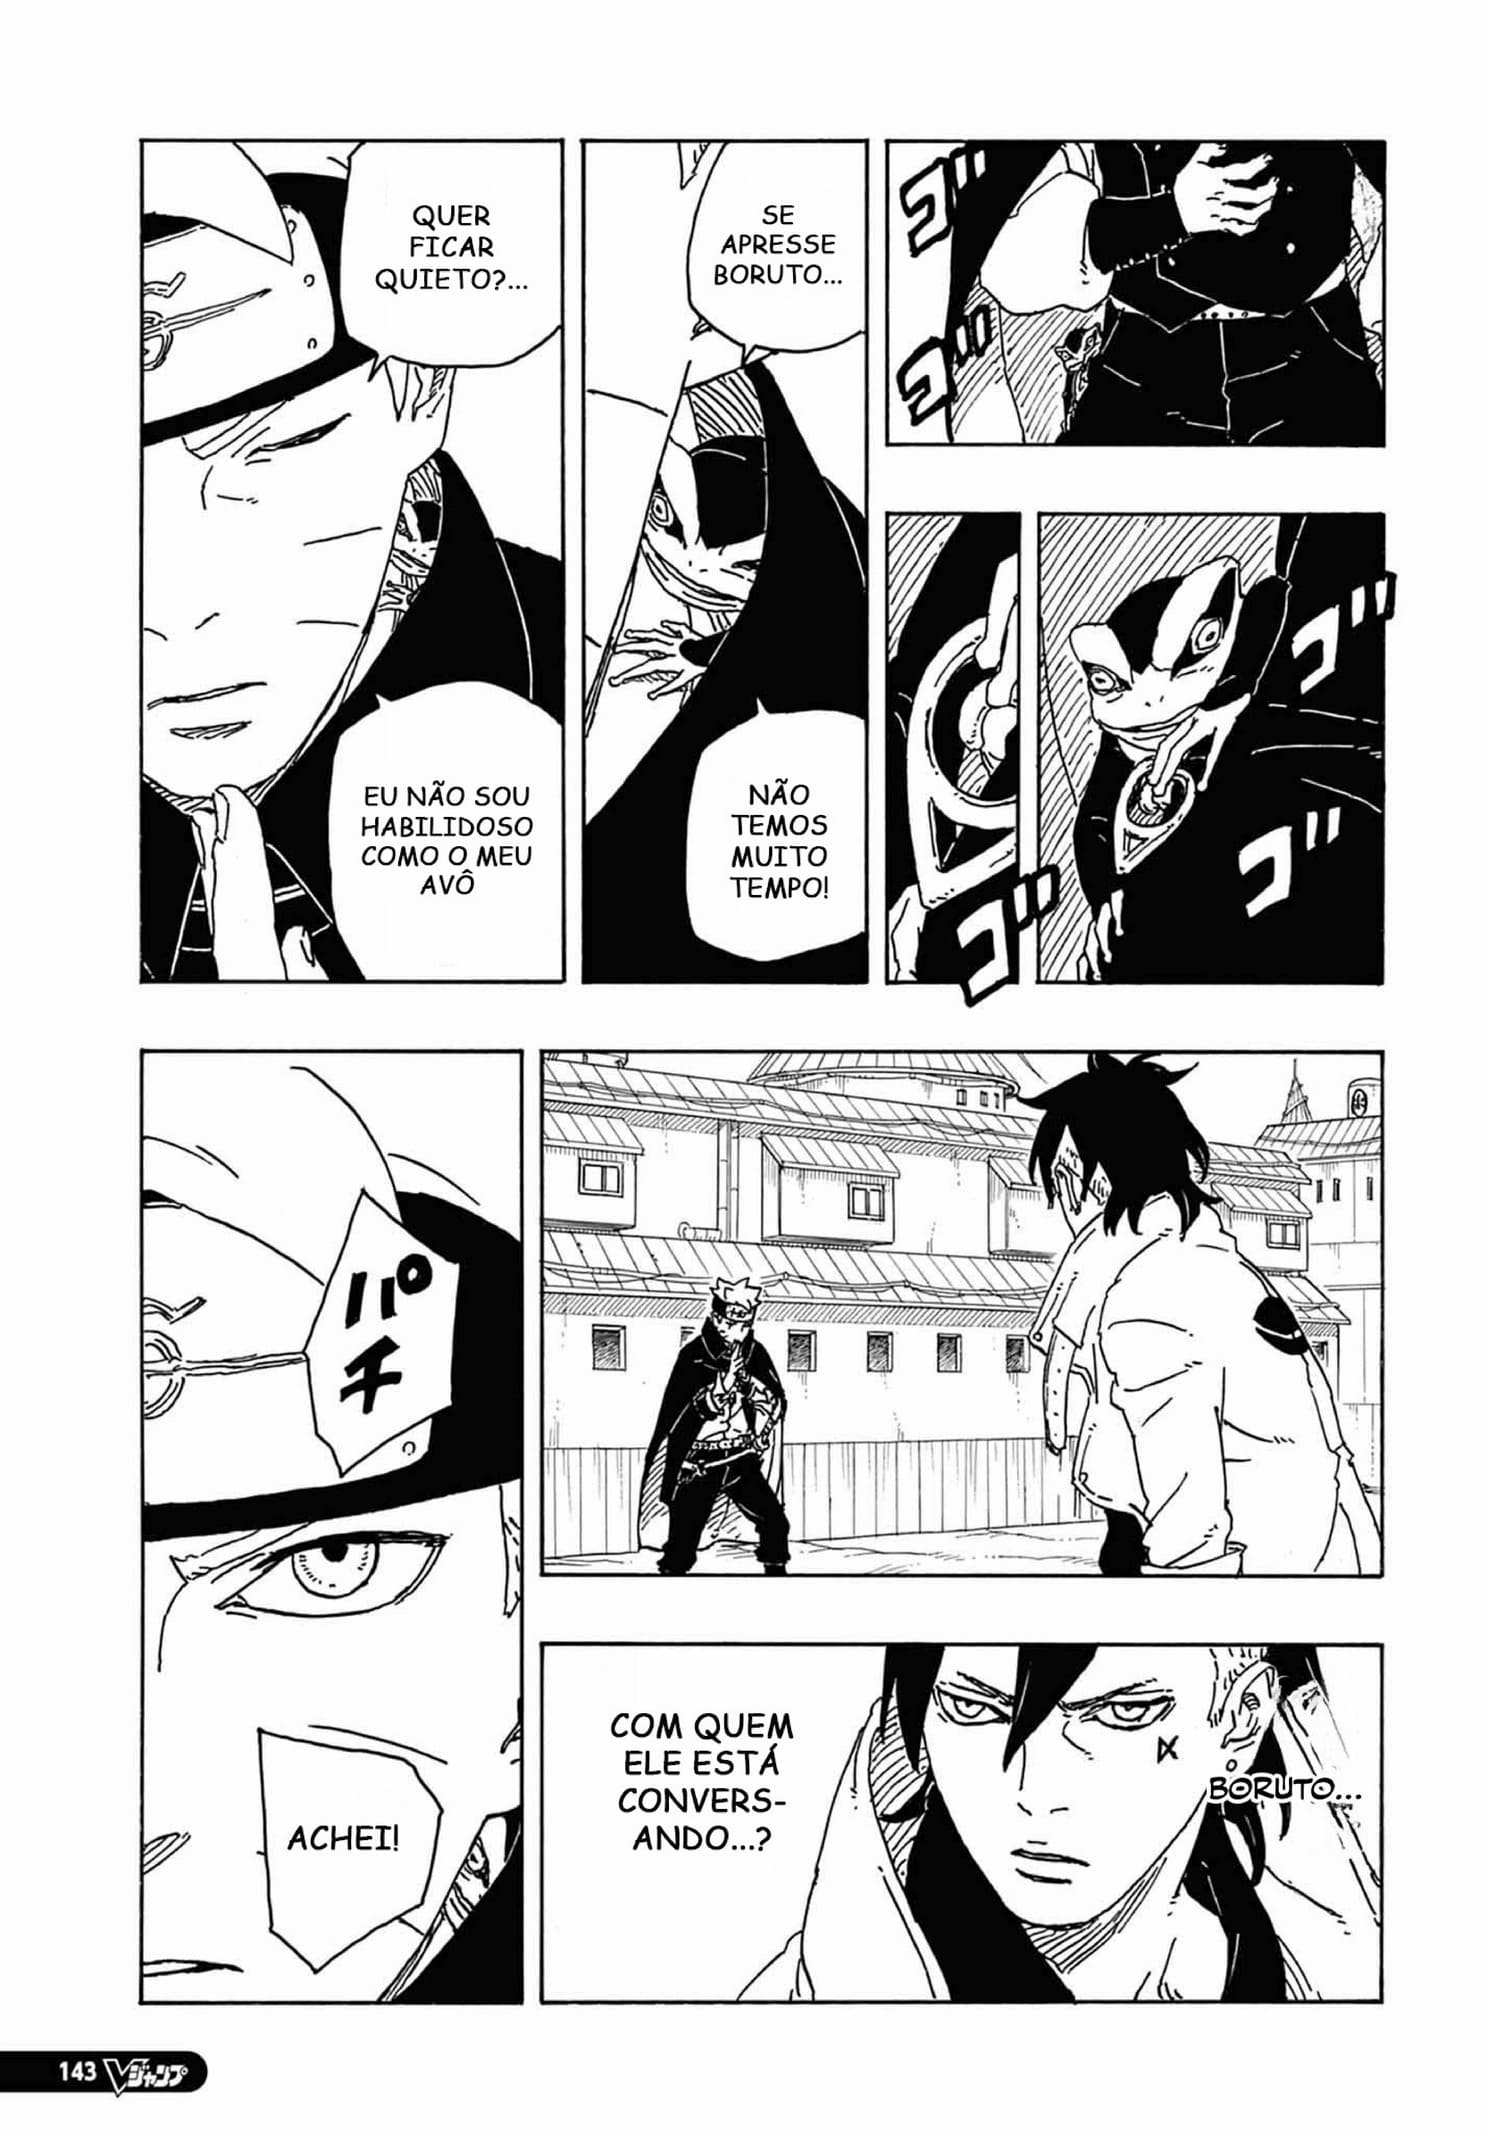 ゴ゛
ゴ゛
ゴ゛
ゴ゛
ゴ゛
SE
APRESSE
BORUTO...
NÃO
TEMOS
MUITO
TEMPO!
QUER
FICAR
QUIETO?...
EU NÃO SOU
HABILIDOSO
COMO O MEU
AVÔ
BORUTO...
COM QUEM
ELE ESTÁ
CONVERS-
ANDO...?
パチ
ACHEI!
143 Vジャンプ